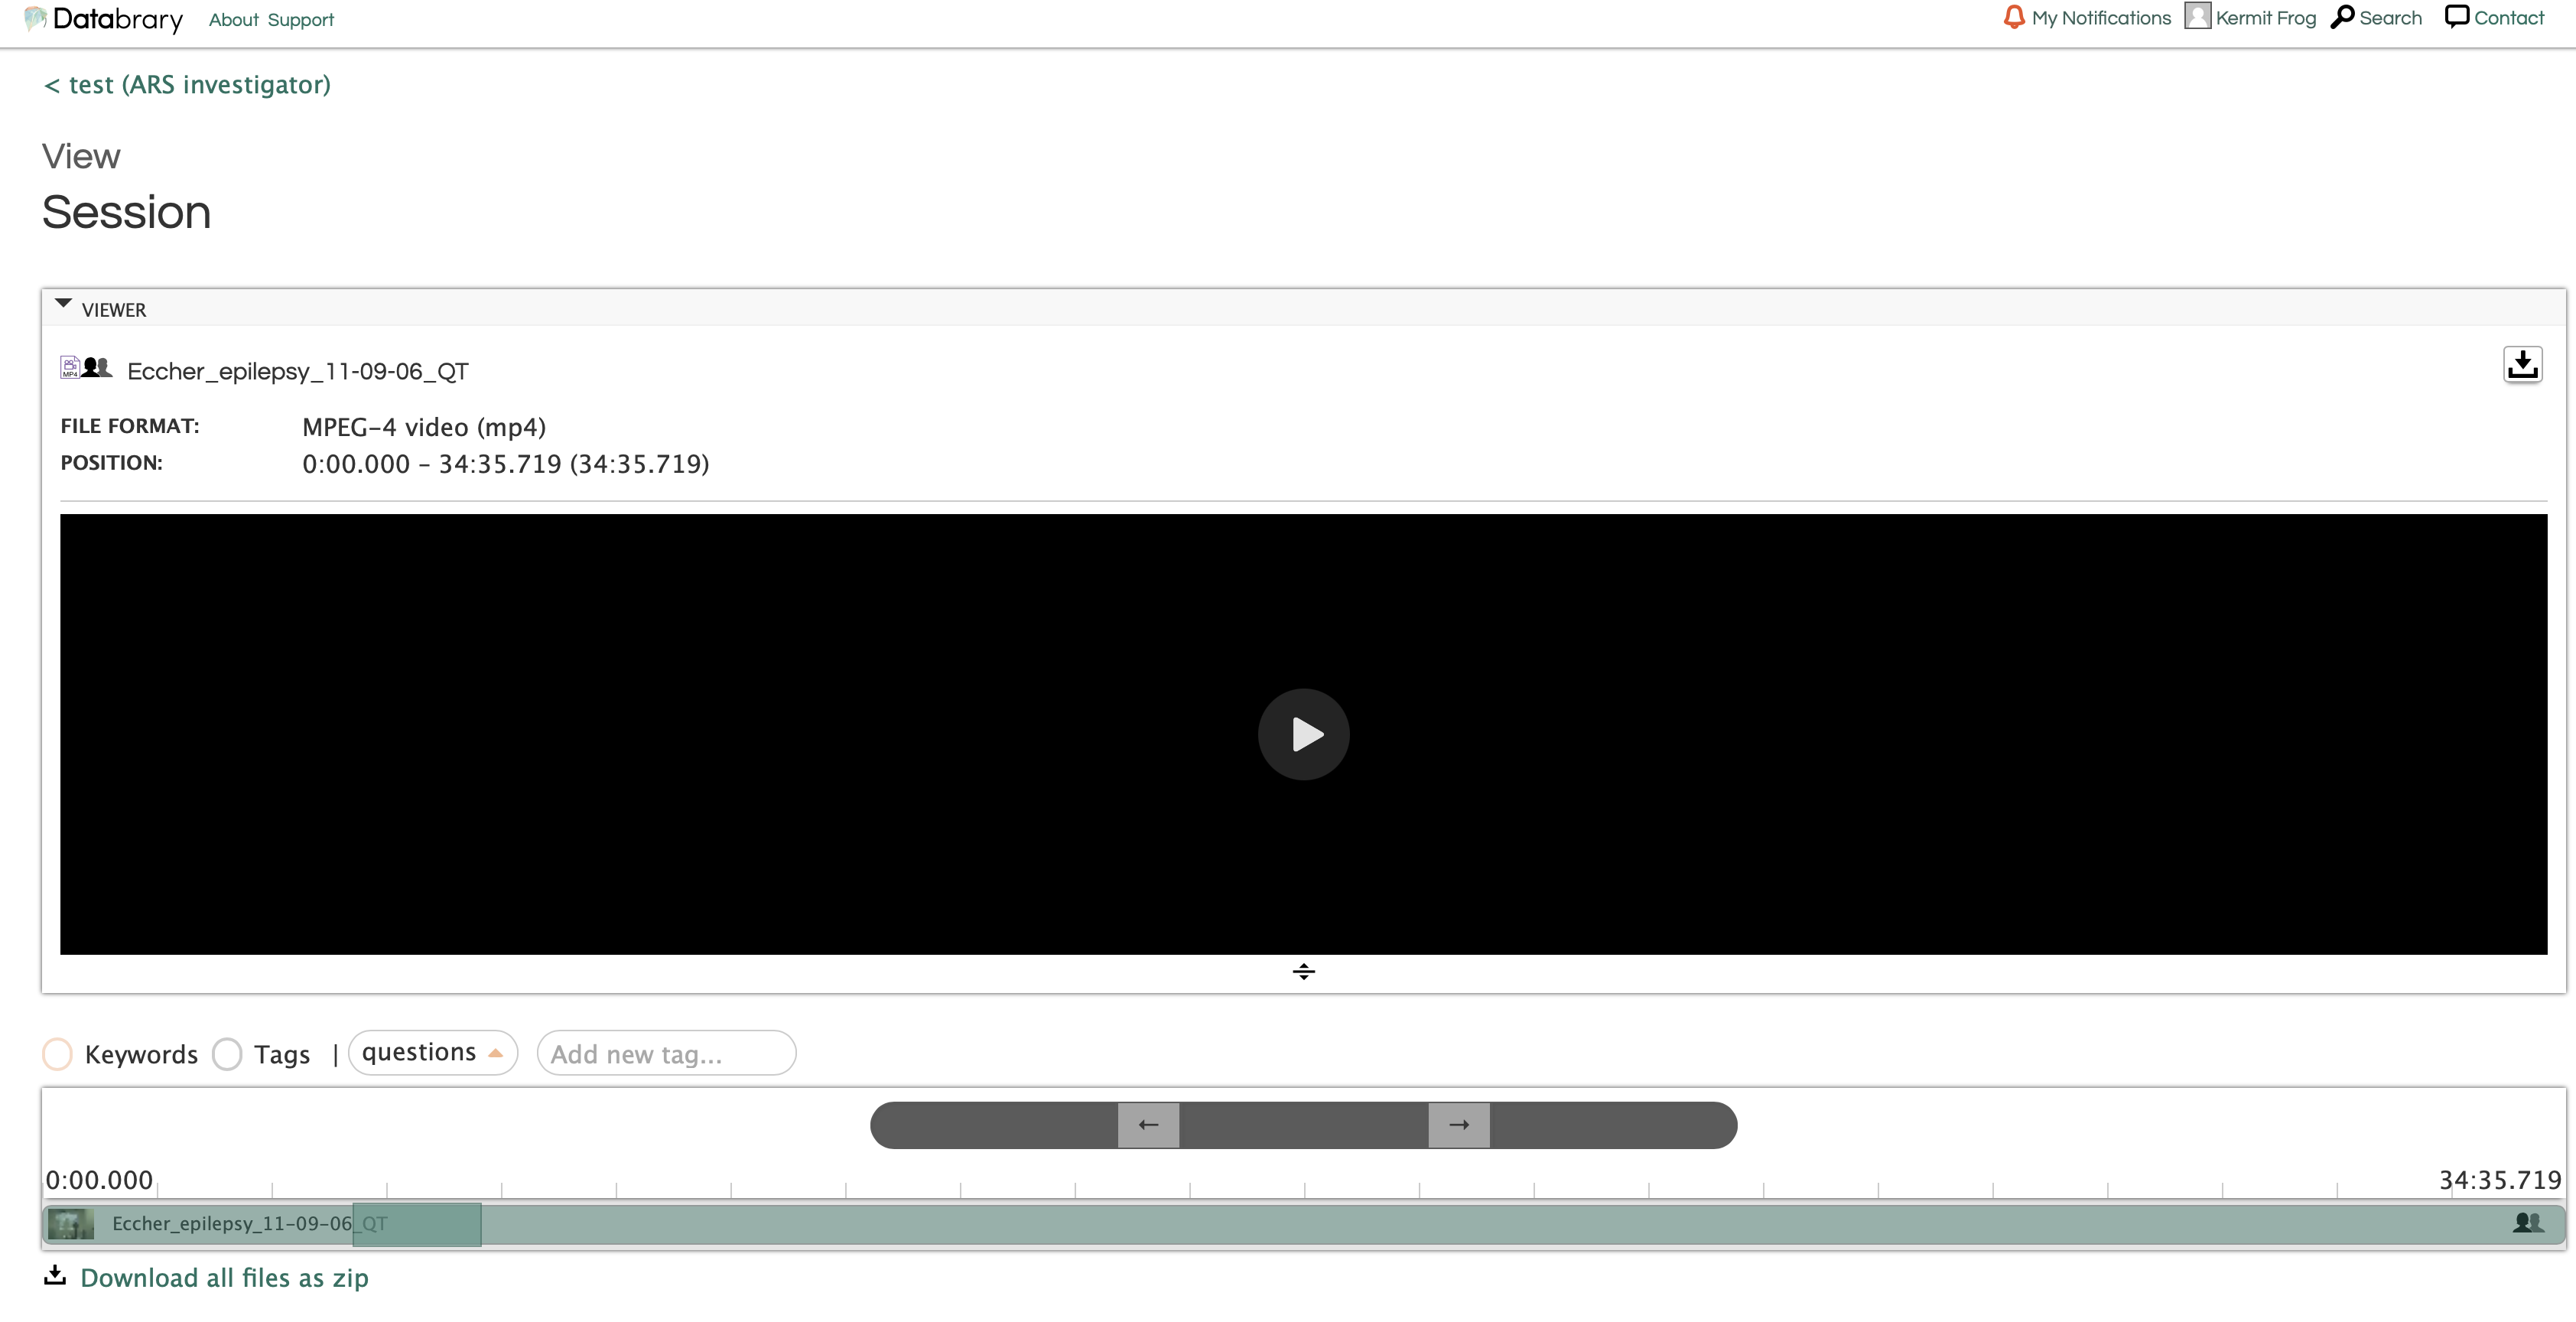 Databrary About Support My Notifications Kermit Frog Search Contact
< test (ARS investigator)
View
Session
VIEWER
MP4 Eccher_epilepsy_11-09-06_QT
FILE FORMAT: MPEG-4 video (mp4)
POSITION: 0:00.000 – 34:35.719 (34:35.719)
Keywords Tags | questions Add new tag...
← →
0:00.000 34:35.719
Eccher_epilepsy_11-09-06_QT
Download all files as zip